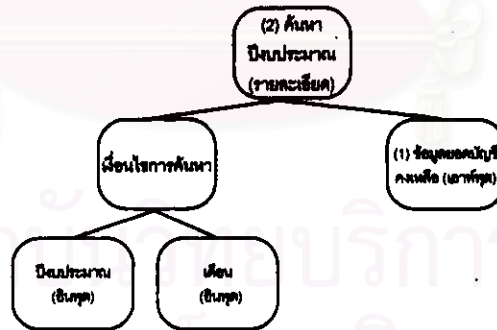 (2) ค้นหา
ปีงบประมาณ
(รายละเอียด)
เงื่อนไขการค้นหา
(1) ข้อมูลยอดบัญชี
คงเหลือ (เอาท์พุต)
ปีงบประมาณ
(อินพุต)
เดือน
(อินพุต)